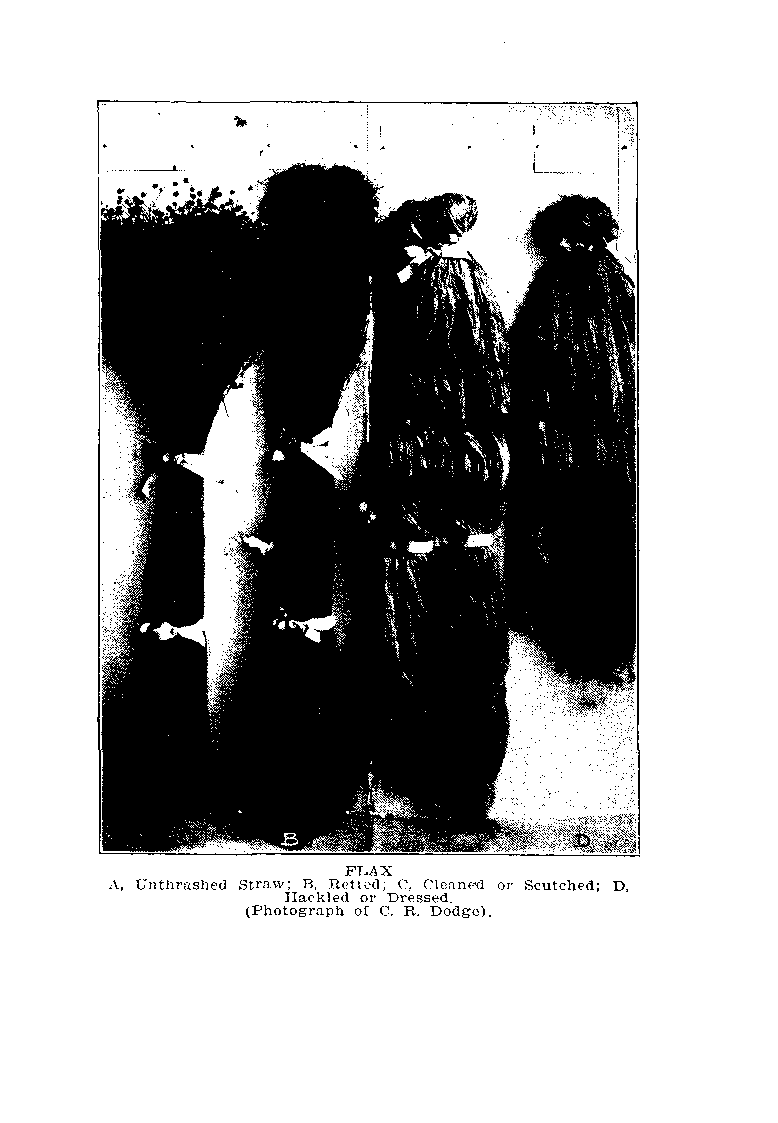 B
D
FLAX
A, Unthrashed Straw; B, Retted; C, Cleaned or Scutched; D,
Hackled or Dressed.
(Photograph of C. R. Dodge).